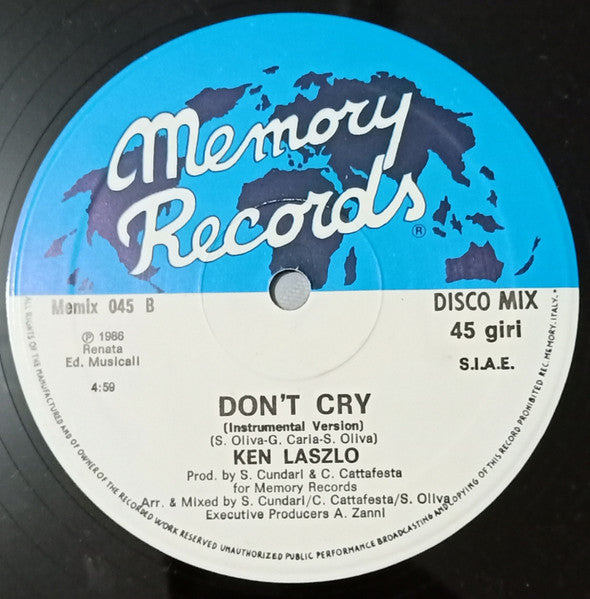 Memory
Records
®
Memix 045 B
℗ 1986
Renata
Ed. Musicali
4:59
DISCO MIX
45 giri
S.I.A.E.
DON'T CRY
(Instrumental Version)
(S. Oliva-G. Caria-S. Oliva)
KEN LASZLO
Prod. by S. Cundari & C. Cattafesta
for Memory Records
Arr. & Mixed by S. Cundari/C. Cattafesta/S. Oliva
Executive Producers A. Zanni
ALL RIGHTS OF THE MANUFACTURED AND OF OWNER OF THE RECORDED WORK RESERVED UNAUTHORIZED PUBLIC PERFORMANCE BROADCASTING AND COPYING OF THIS RECORD PROHIBITED REC. MEMORY. ITALY. •